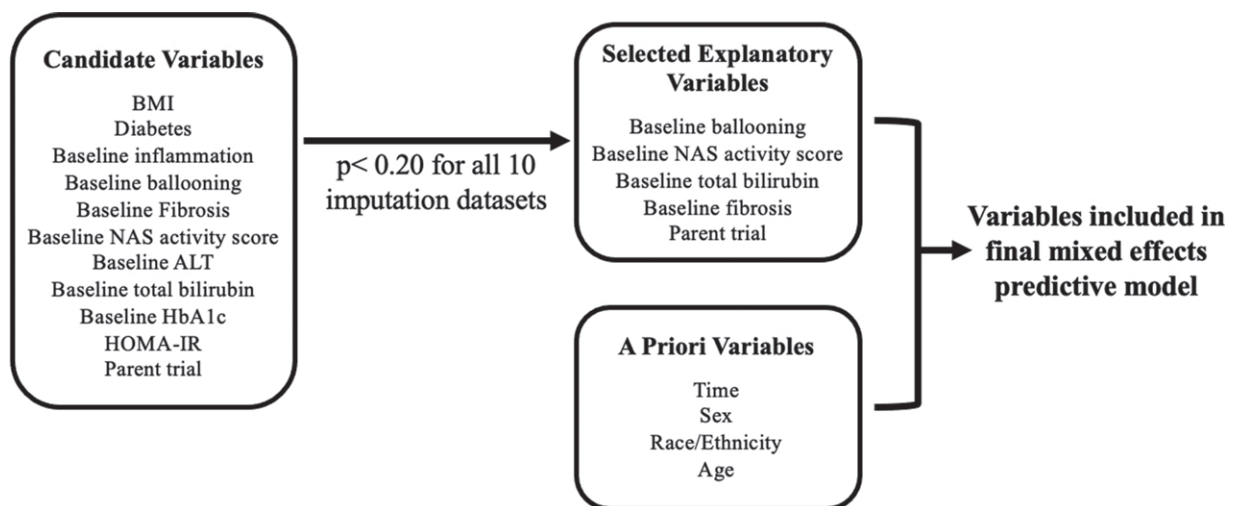 Candidate Variables
BMI
Diabetes
Baseline inflammation
Baseline ballooning
Baseline Fibrosis
Baseline NAS activity score
Baseline ALT
Baseline total bilirubin
Baseline HbA1c
HOMA-IR
Parent trial
p< 0.20 for all 10
imputation datasets
Selected Explanatory
Variables
Baseline ballooning
Baseline NAS activity score
Baseline total bilirubin
Baseline fibrosis
Parent trial
A Priori Variables
Time
Sex
Race/Ethnicity
Age
Variables included in
final mixed effects
predictive model